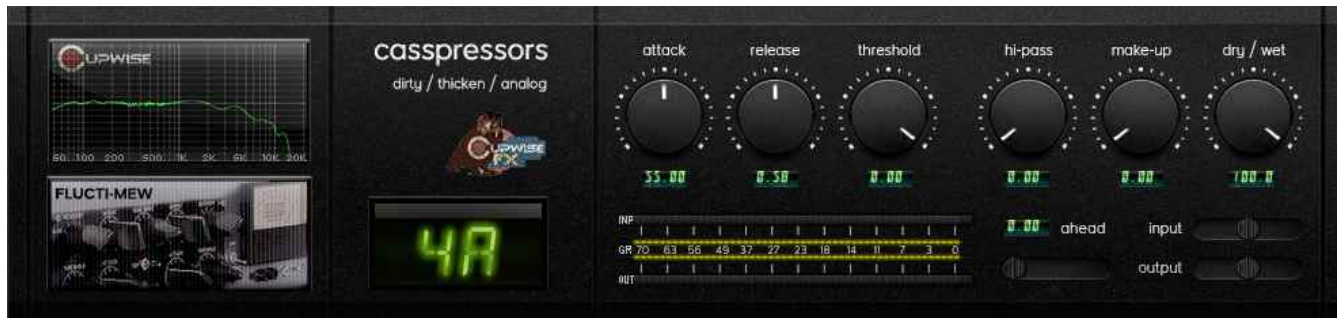 CUPWISE
50 100 200 500 1K 2K 5K 10K 20K
FLUCTI-MEW
casspressors
dirty / thicken / analog
CUPWISE
FX
4A
attack
release
threshold
hi-pass
make-up
dry / wet
55.00
0.58
0.00
0.00
0.00
100.0
INP
GR 70 63 56 49 37 27 23 18 14 11 7 3 0
OUT
0.00 ahead
input
output